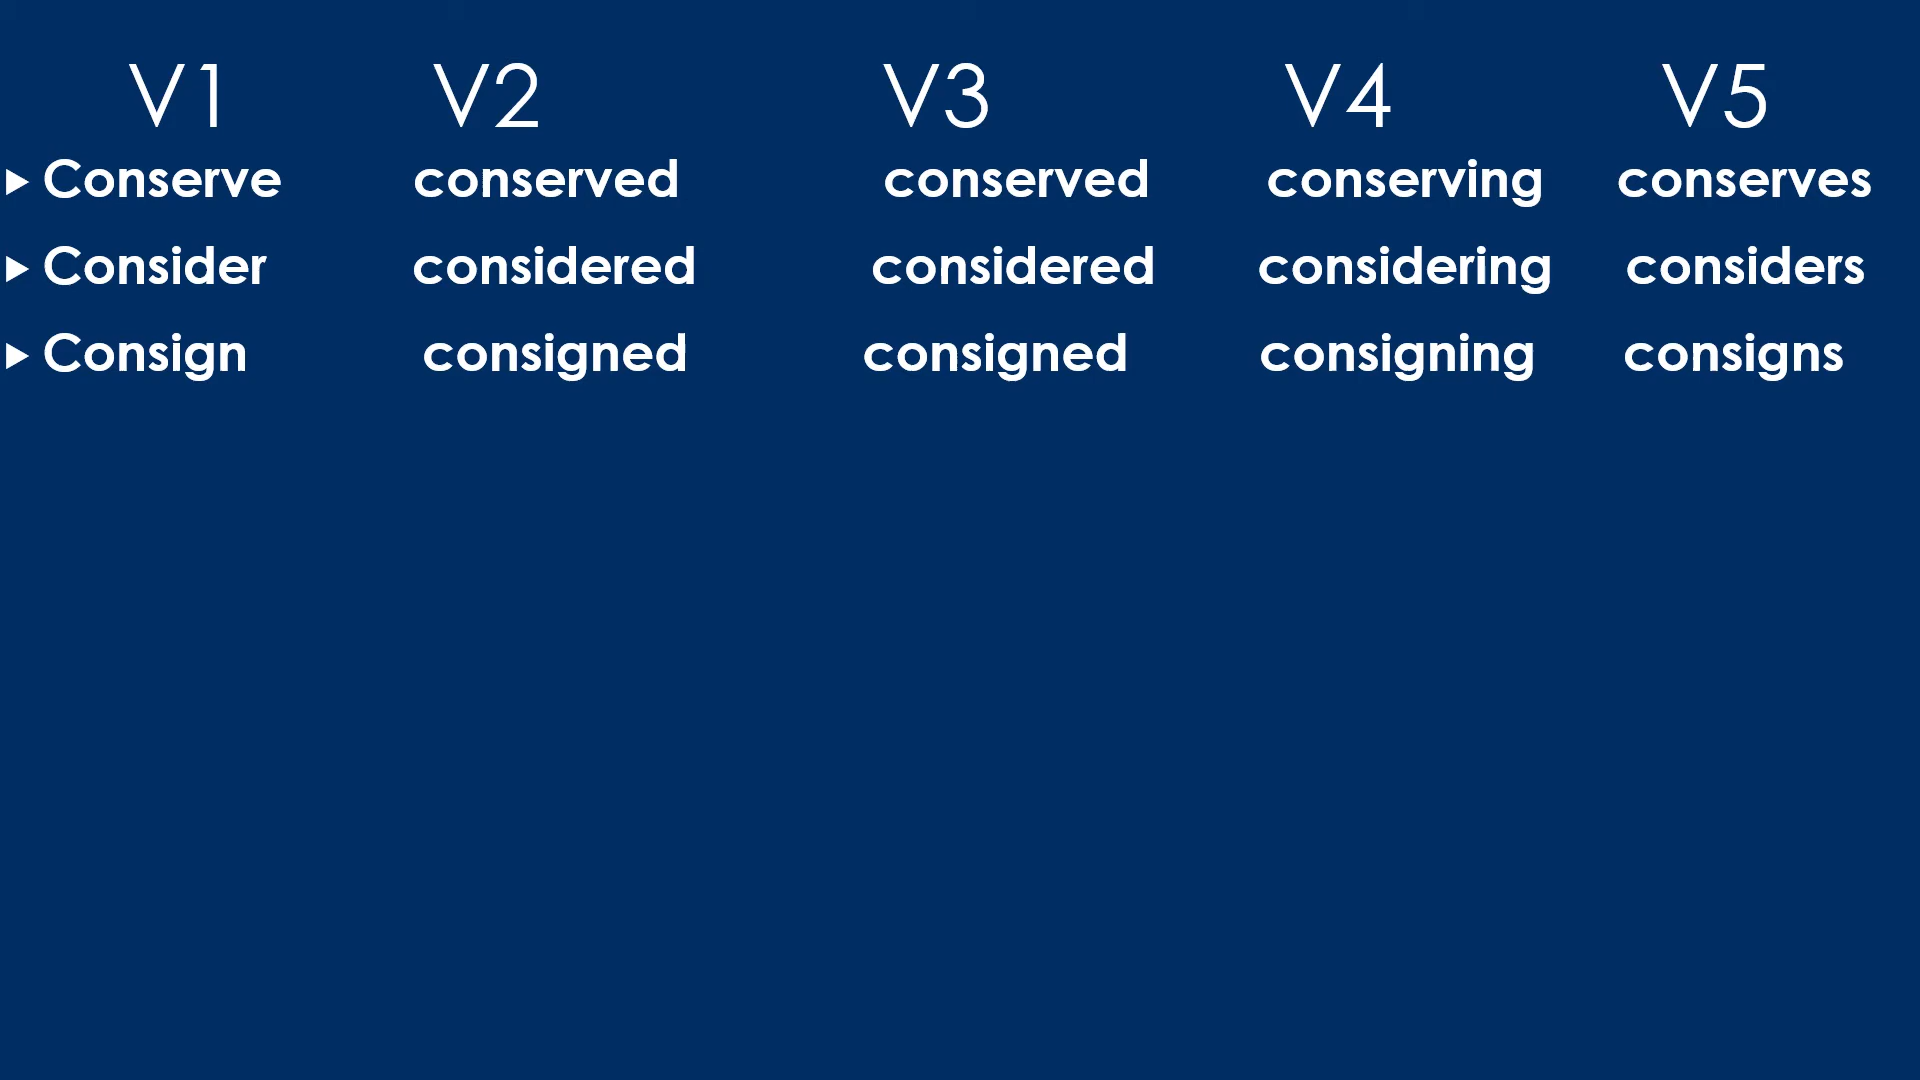 V1 V2 V3 V4 V5
Conserve conserved conserved conserving conserves
Consider considered considered considering considers
Consign consigned consigned consigning consigns